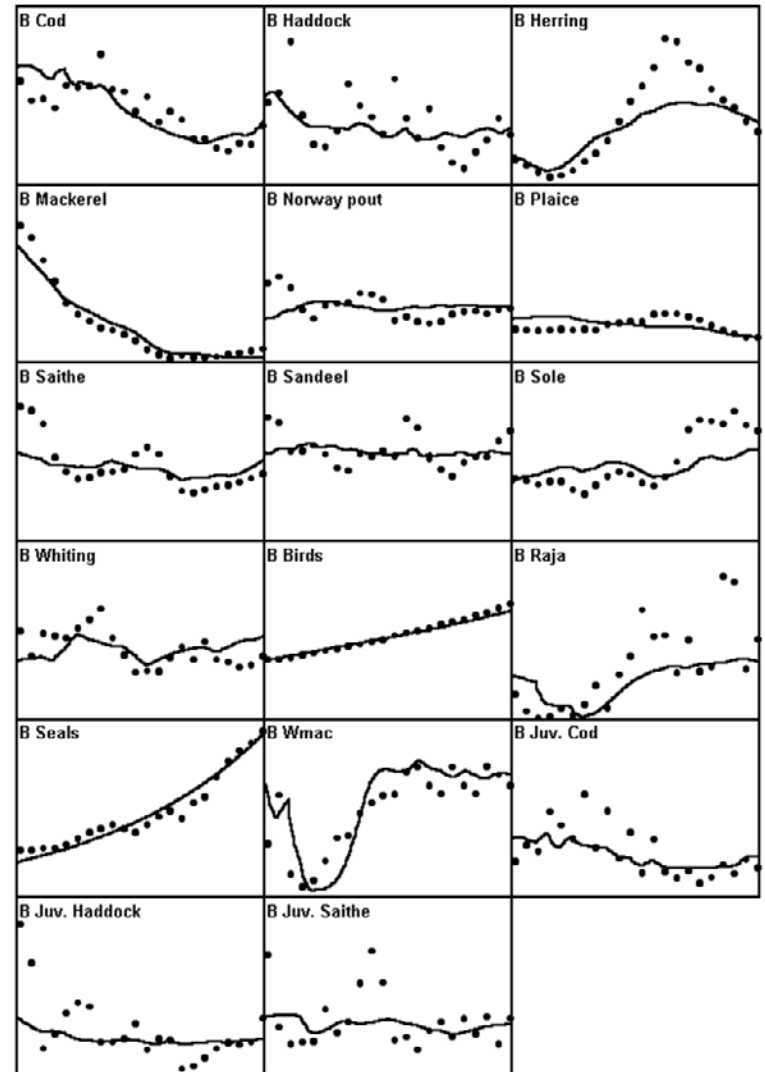 B Cod
B Haddock
B Herring
B Mackerel
B Norway pout
B Plaice
B Saithe
B Sandeel
B Sole
B Whiting
B Birds
B Raja
B Seals
B Wmac
B Juv. Cod
B Juv. Haddock
B Juv. Saithe